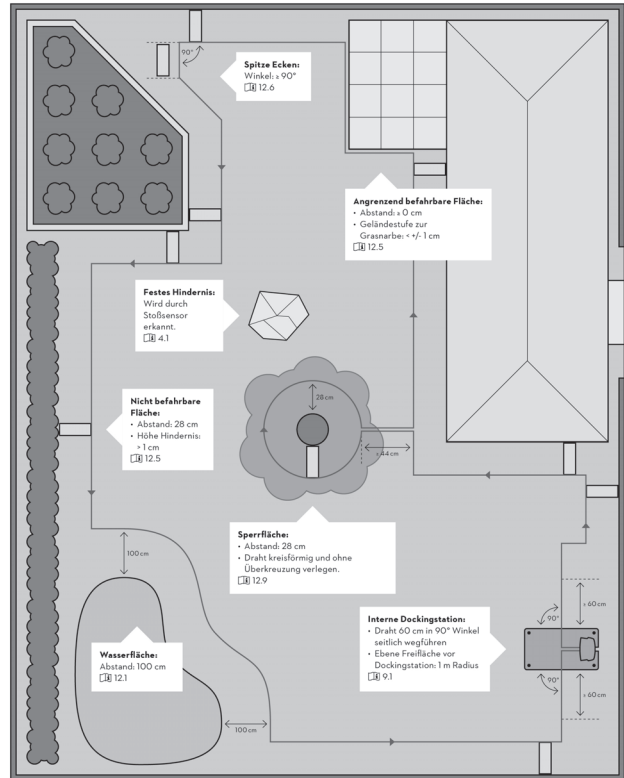 90°
Spitze Ecken:
Winkel: ≥ 90°
12.6
Angrenzend befahrbare Fläche:
• Abstand: ≥ 0 cm
• Geländestufe zur
Grasnarbe: < +/- 1 cm
12.5
Festes Hindernis:
Wird durch
Stoßsensor
erkannt.
4.1
28 cm
Nicht befahrbare
Fläche:
• Abstand: 28 cm
• Höhe Hindernis:
> 1 cm
12.5
≥ 44 cm
Sperrfläche:
• Abstand: 28 cm
• Draht kreisförmig und ohne
Überkreuzung verlegen.
12.9
100 cm
Interne Dockingstation:
• Draht 60 cm in 90° Winkel
seitlich wegführen
• Ebene Freifläche vor
Dockingstation: 1 m Radius
9.1
≥ 60 cm
90°
90°
≥ 60 cm
Wasserfläche:
Abstand: 100 cm
12.1
100 cm